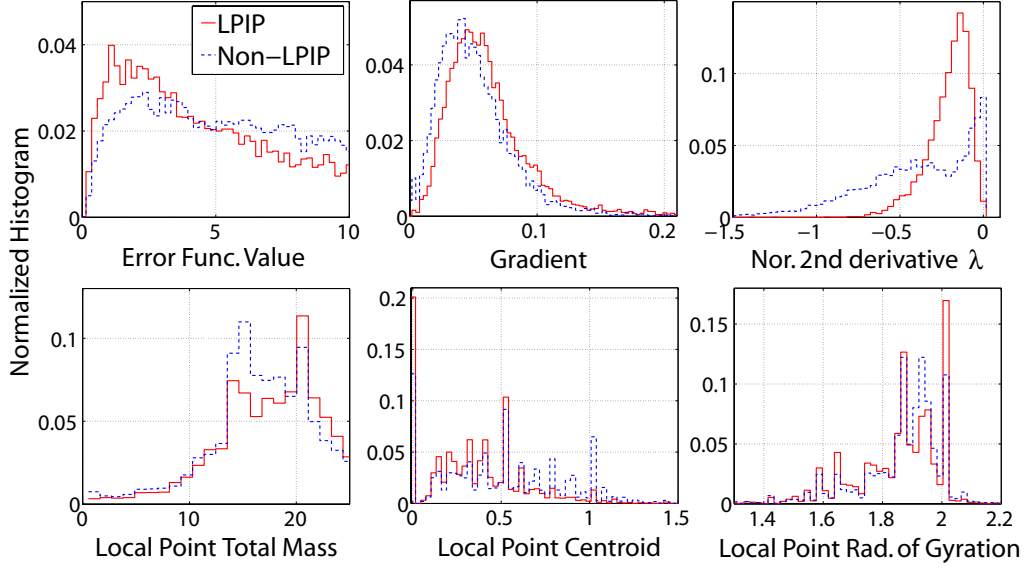 Normalized Histogram
LPIP
Non-LPIP
0.04
0.02
0
0 5 10
Error Func. Value
0.04
0.02
0
0 0.1 0.2
Gradient
0.1
0.05
0
−1.5 −1 −0.5 0
Nor. 2nd derivative λ
0.1
0.05
0
0 10 20
Local Point Total Mass
0.2
0.15
0.1
0.05
0
0 0.5 1 1.5
Local Point Centroid
0.15
0.1
0.05
0
1.4 1.6 1.8 2 2.2
Local Point Rad. of Gyration